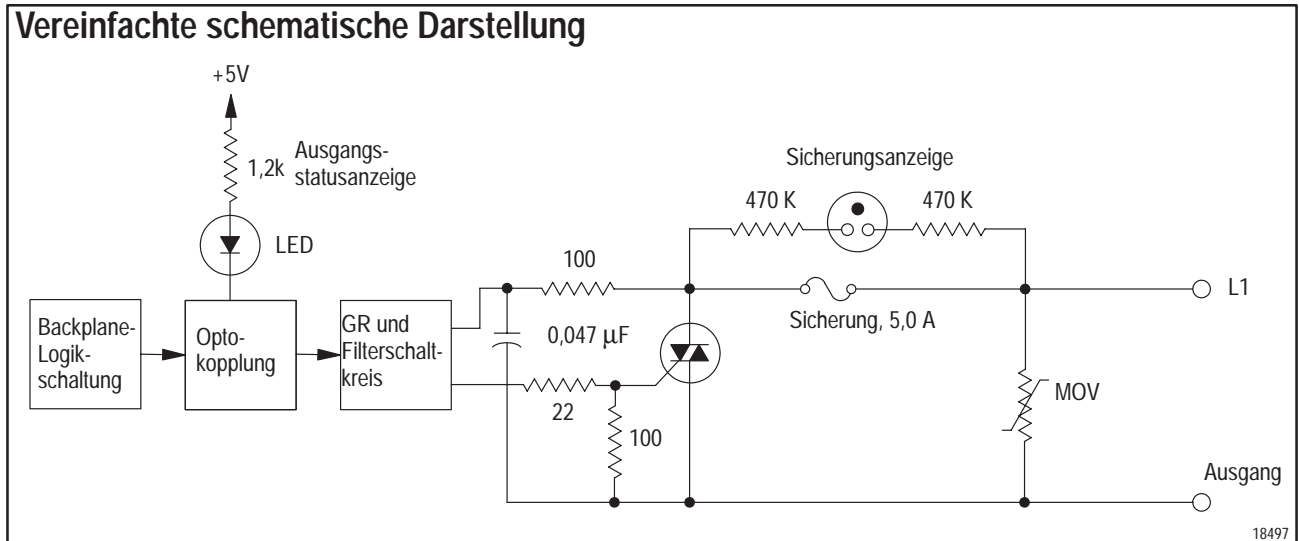 Vereinfachte schematische Darstellung
+5V
1,2k
Ausgangs-
statusanzeige
LED
Backplane-
Logik-
schaltung
Opto-
kopplung
GR und
Filterschalt-
kreis
100
0,047 µF
22
100
Sicherungsanzeige
470 K
470 K
Sicherung, 5,0 A
L1
MOV
Ausgang
18497